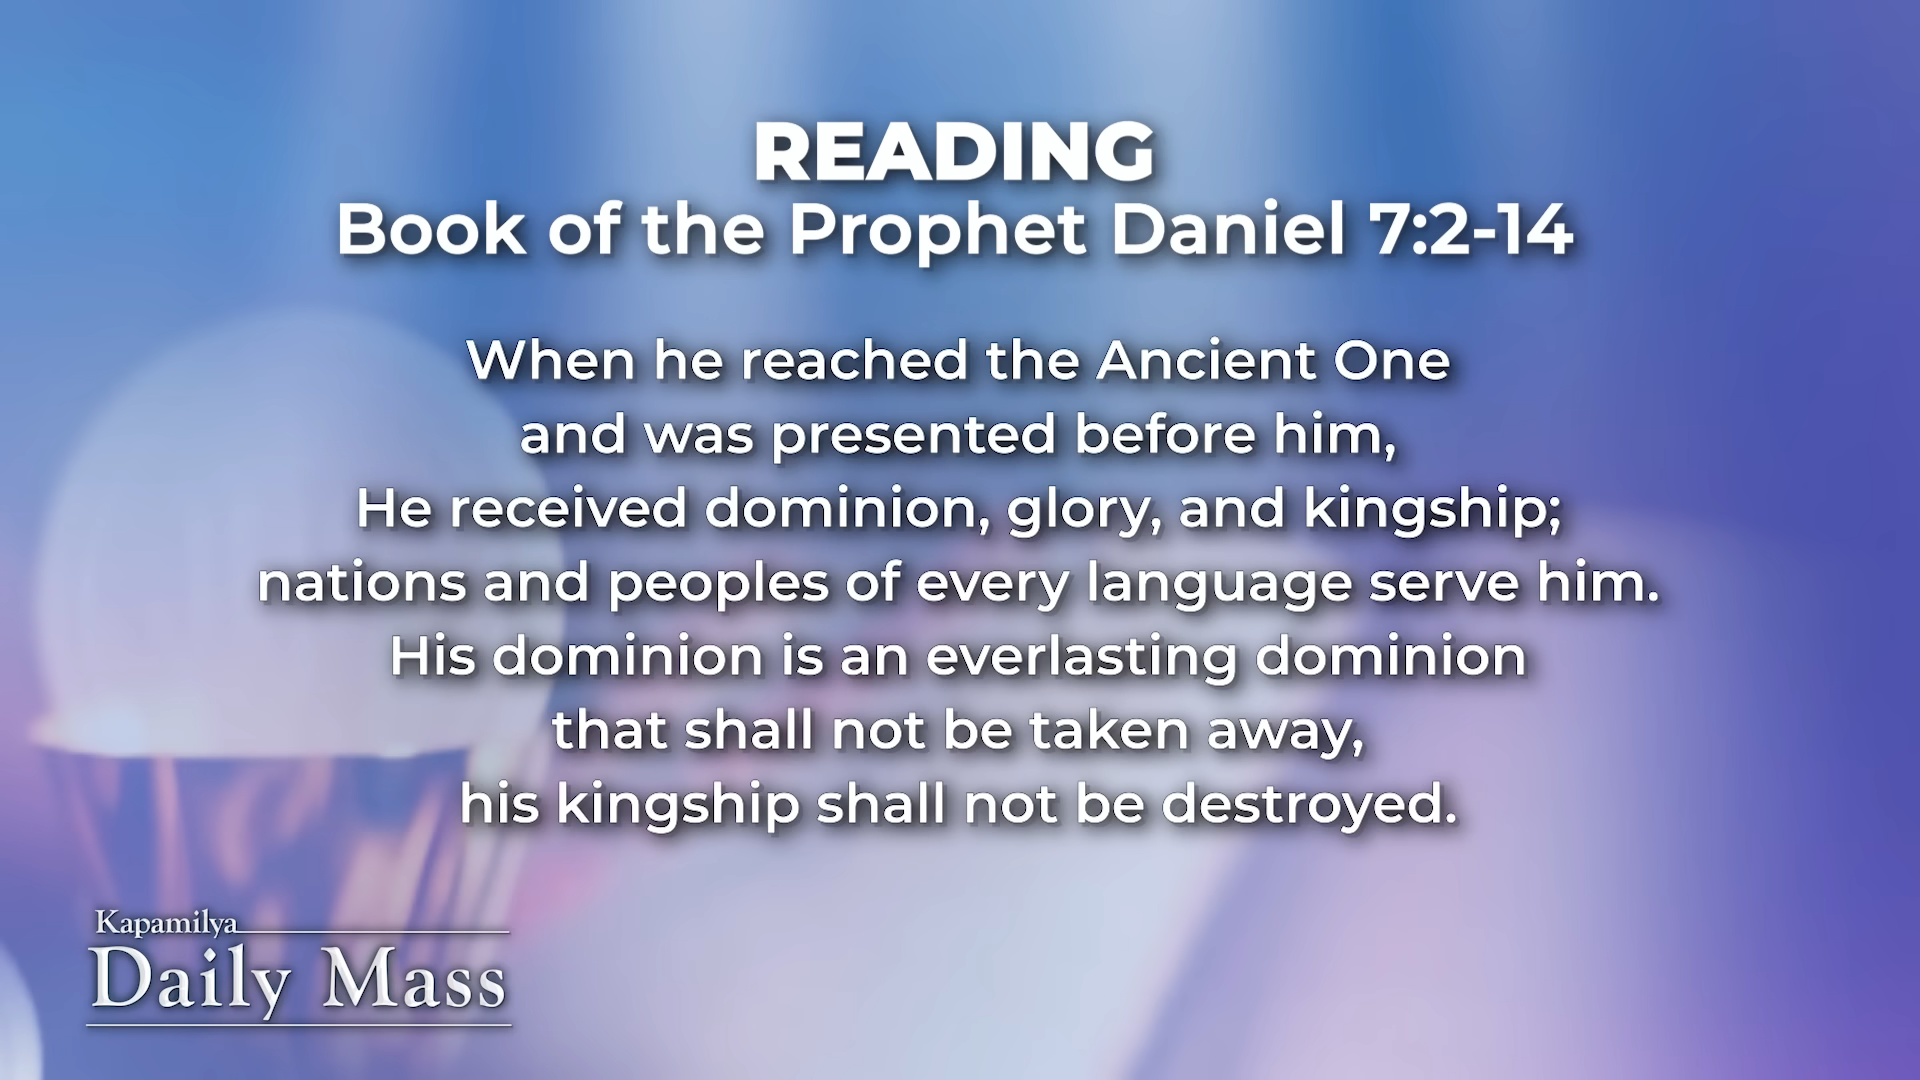 READING
Book of the Prophet Daniel 7:2-14
When he reached the Ancient One
and was presented before him,
He received dominion, glory, and kingship;
nations and peoples of every language serve him.
His dominion is an everlasting dominion
that shall not be taken away,
his kingship shall not be destroyed.
Kapamilya
Daily Mass